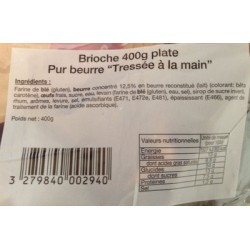 Brioche 400g plate
Pur beurre "Tressée à la main"
Ingrédients :
Farine de blé (gluten), beurre concentré 12,5% en beurre reconstitué (lait) (colorant: bêta
carotène), œufs frais, sucre, eau, levain (farine de blé (gluten), eau, sel), sirop de sucre
rhum, arômes, levure, sel, émulsifiants (E471, E472e, E481), épaississant (E466), agent de
traitement de la farine (acide ascorbique).
Poids net : 400g
Valeurs nutritionnelles
Energie
Graisses
dont acides gras
Glucides
dont sucres
Protéines
Sel
3 279840 002940